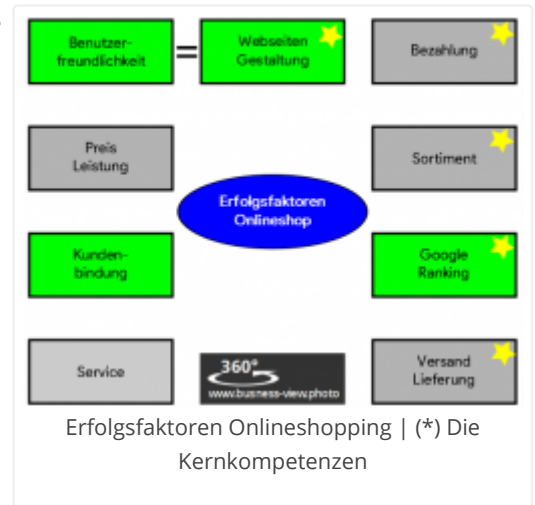 Benutzer-
freundlichkeit
=
Webseiten
Gestaltung
Bezahlung
Preis
Leistung
Sortiment
Erfolgsfaktoren
Onlineshop
Kunden-
bindung
Google
Ranking
Service
360°
www.busness-view.photo
Versand
Lieferung
Erfolgsfaktoren Onlineshopping | (*) Die
Kernkompetenzen